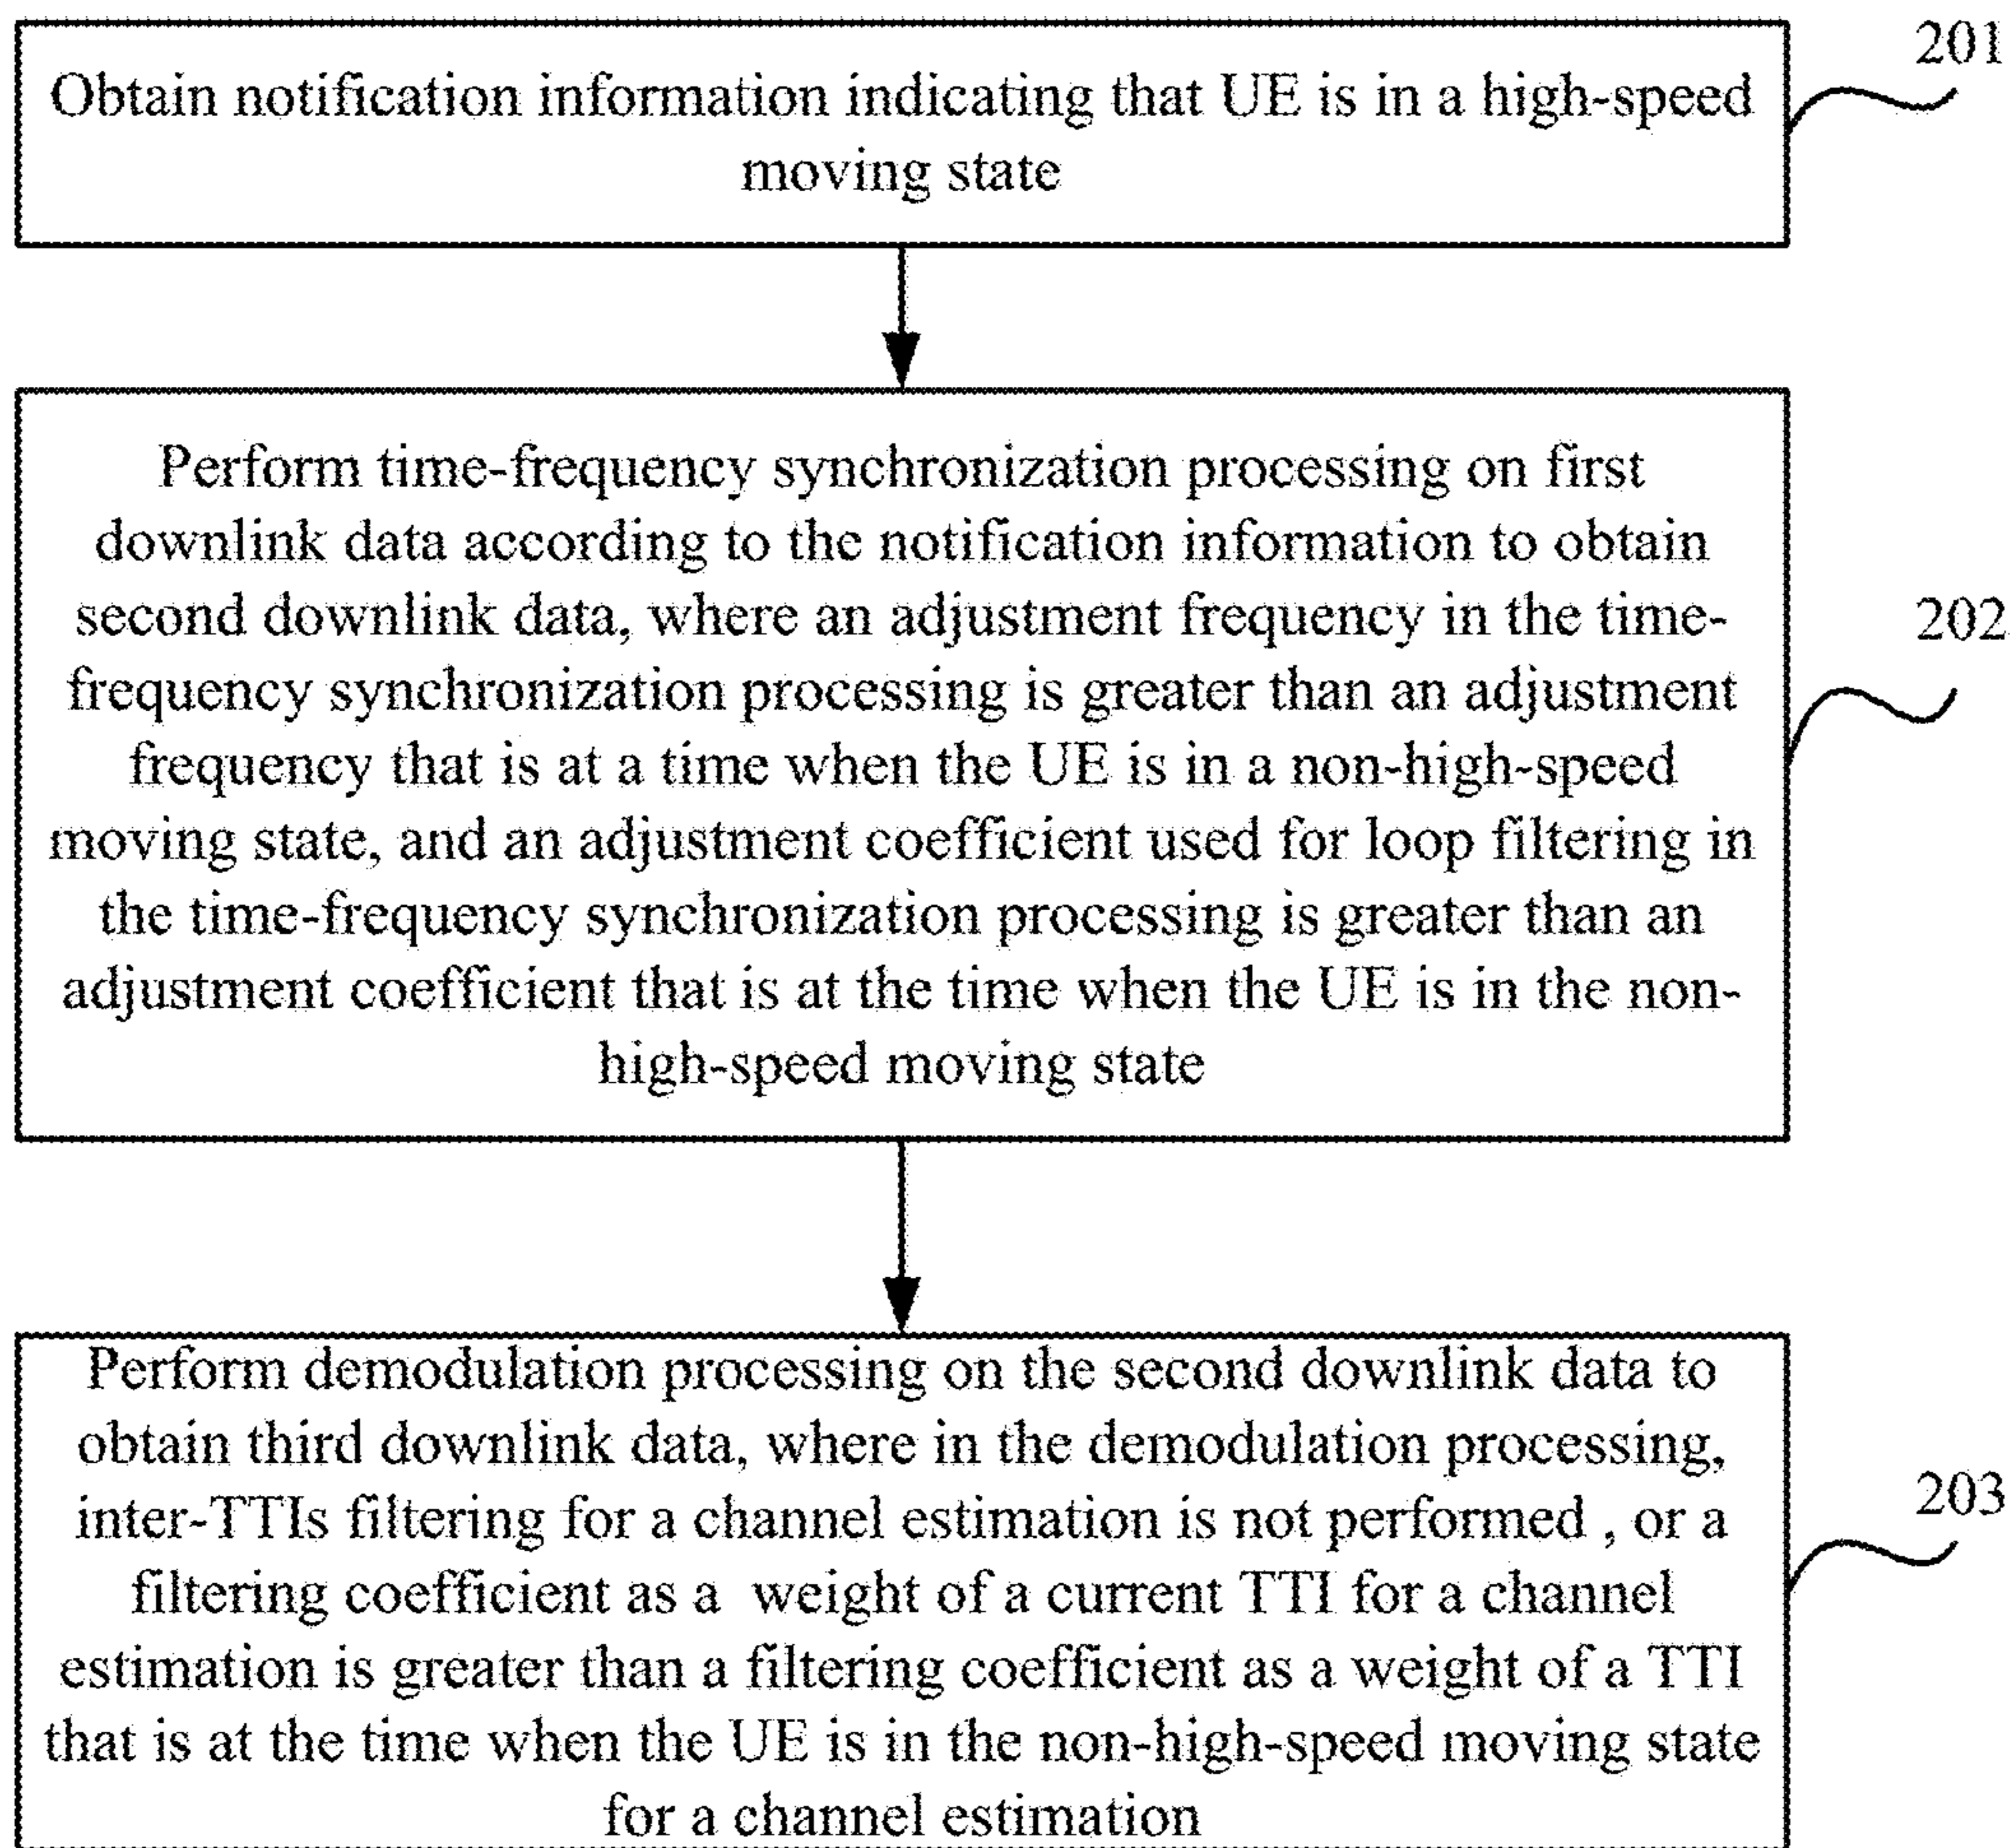 201
Obtain notification information indicating that UE is in a high-speed
moving state
Perform time-frequency synchronization processing on first
downlink data according to the notification information to obtain
second downlink data, where an adjustment frequency in the time-
frequency synchronization processing is greater than an adjustment
frequency that is at a time when the UE is in a non-high-speed
moving state, and an adjustment coefficient used for loop filtering in
the time-frequency synchronization processing is greater than an
adjustment coefficient that is at the time when the UE is in the non-
high-speed moving state
202
Perform demodulation processing on the second downlink data to
obtain third downlink data, where in the demodulation processing,
inter-TTIs filtering for a channel estimation is not performed , or a
filtering coefficient as a  weight of a current TTI for a channel
estimation is greater than a filtering coefficient as a weight of a TTI
that is at the time when the UE is in the non-high-speed moving state
for a channel estimation
203